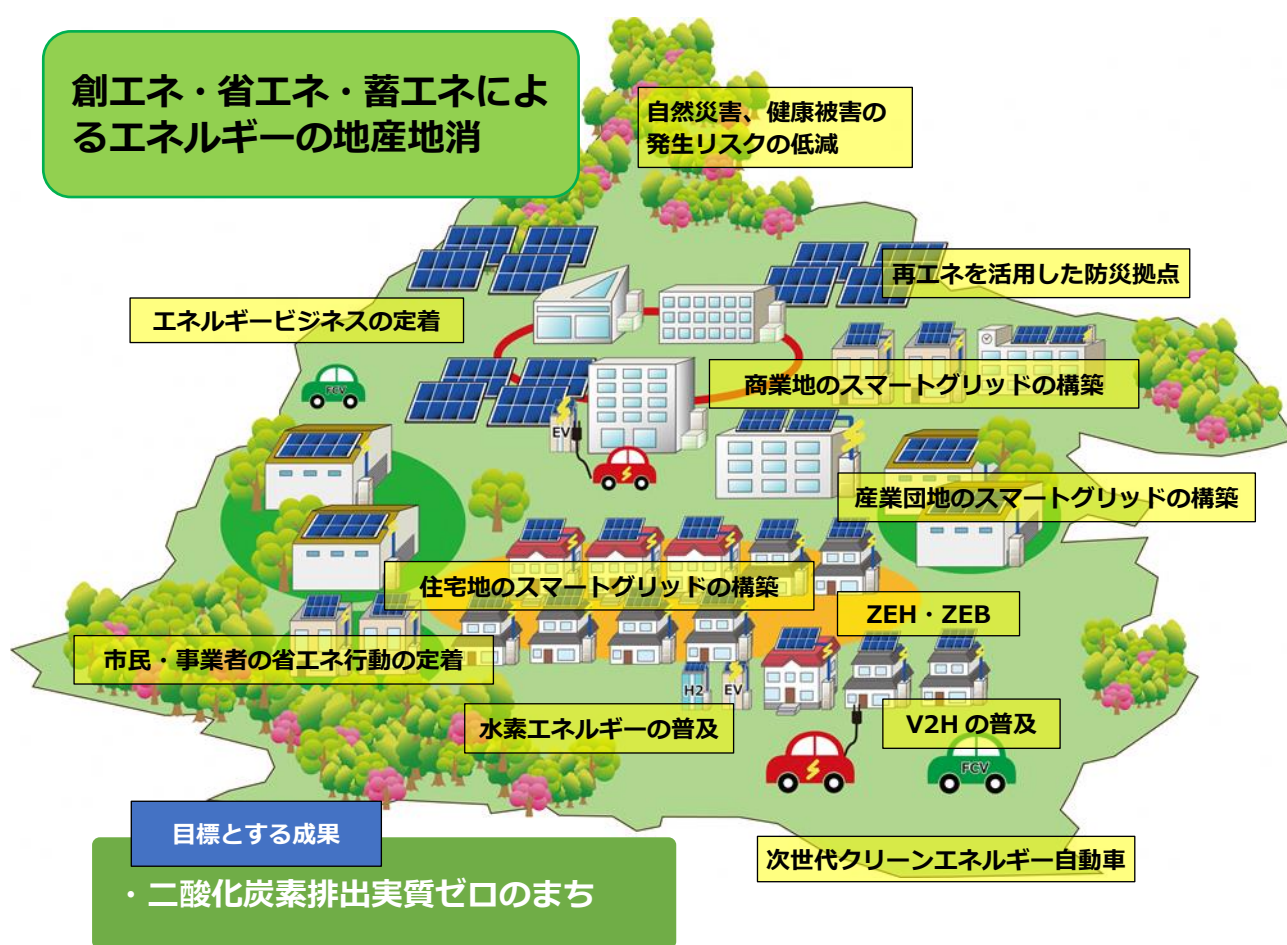 創エネ・省エネ・蓄エネによ
るエネルギーの地産地消
自然災害、健康被害の
発生リスクの低減
再エネを活用した防災拠点
エネルギービジネスの定着
商業地のスマートグリッドの構築
FCV
EV
産業団地のスマートグリッドの構築
住宅地のスマートグリッドの構築
ZEH・ZEB
市民・事業者の省エネ行動の定着
H2
EV
水素エネルギーの普及
V2H の普及
FCV
次世代クリーンエネルギー自動車
目標とする成果
・二酸化炭素排出実質ゼロのまち